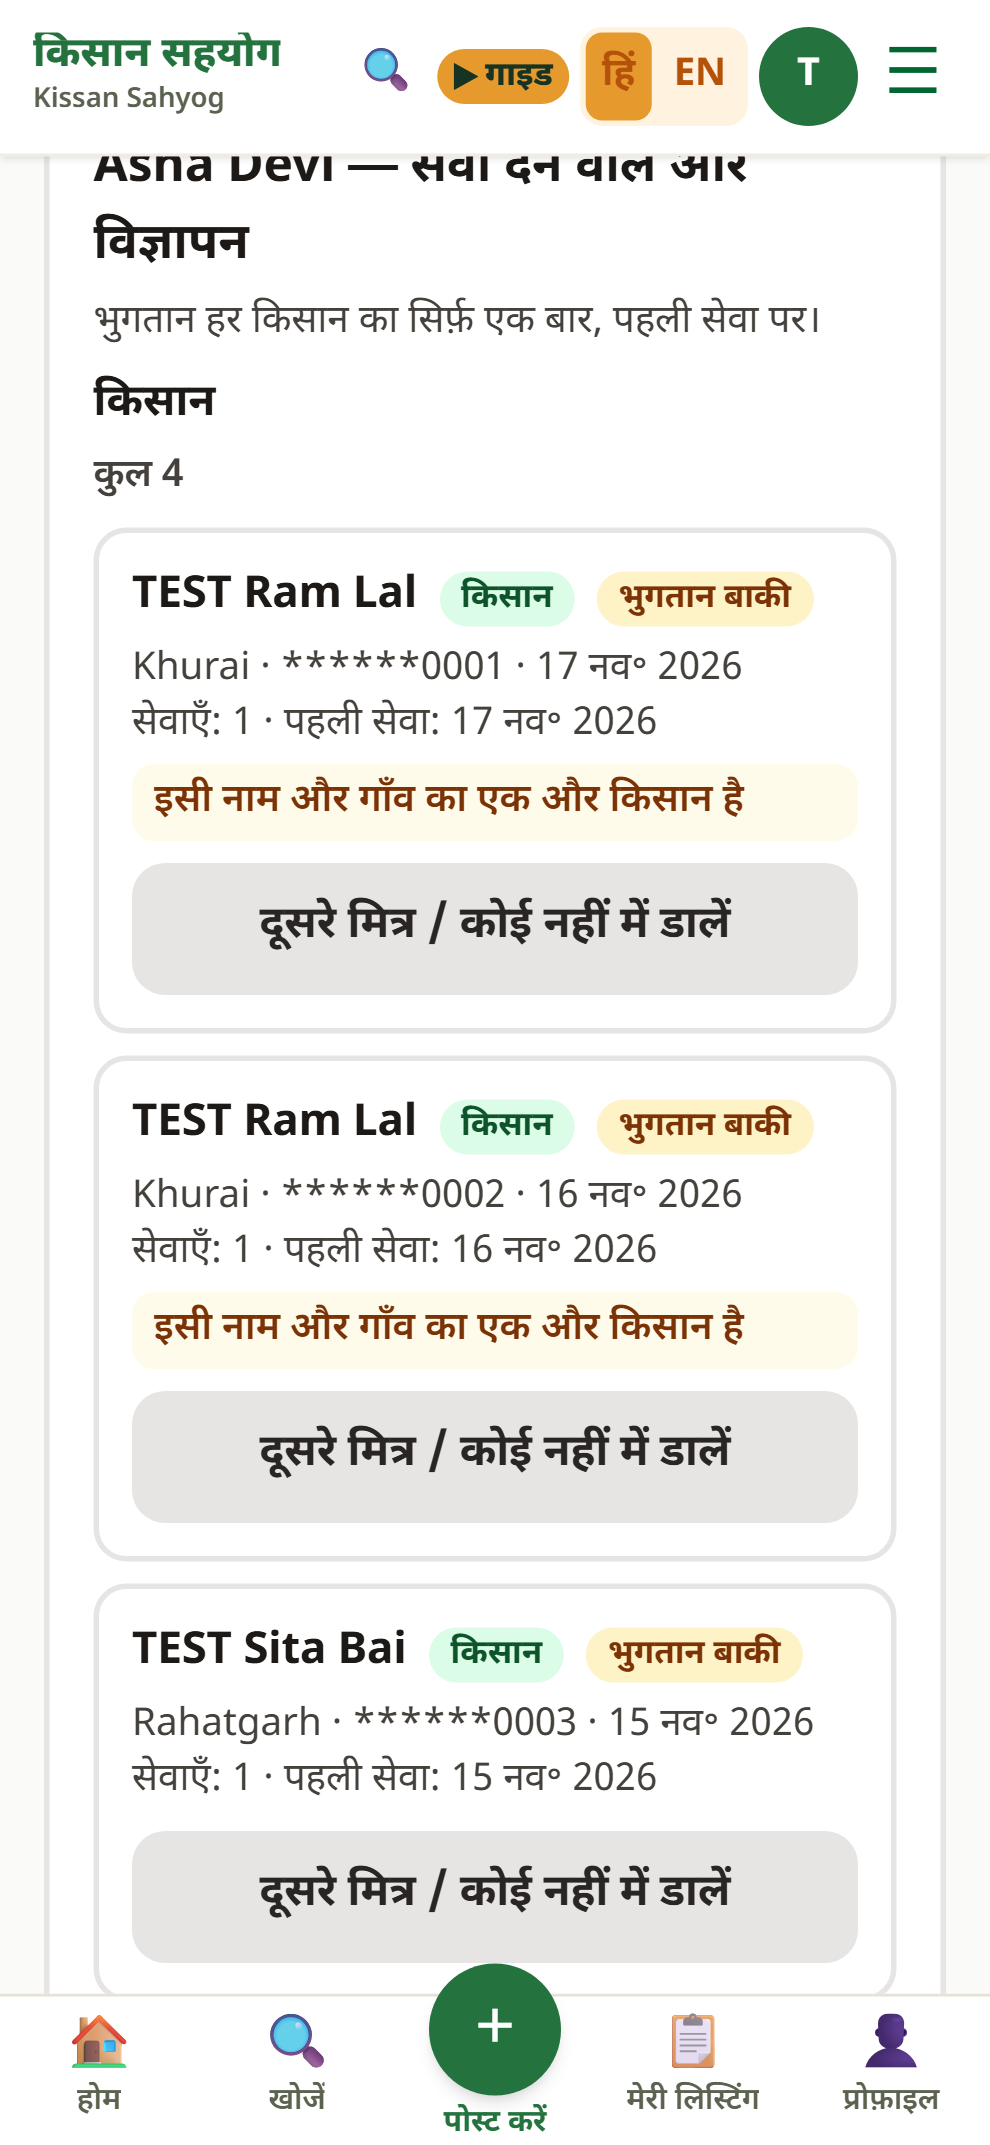 किसान सहयोग
Kissan Sahyog
▶ गाइड
हिं
EN
T
Asha Devi — सेवा देने वाले और
विज्ञापन
भुगतान हर किसान का सिर्फ़ एक बार, पहली सेवा पर।
किसान
कुल 4
TEST Ram Lal किसान भुगतान बाकी
Khurai · ******0001 · 17 नव॰ 2026
सेवाएँ: 1 · पहली सेवा: 17 नव॰ 2026
इसी नाम और गाँव का एक और किसान है
दूसरे मित्र / कोई नहीं में डालें
TEST Ram Lal किसान भुगतान बाकी
Khurai · ******0002 · 16 नव॰ 2026
सेवाएँ: 1 · पहली सेवा: 16 नव॰ 2026
इसी नाम और गाँव का एक और किसान है
दूसरे मित्र / कोई नहीं में डालें
TEST Sita Bai किसान भुगतान बाकी
Rahatgarh · ******0003 · 15 नव॰ 2026
सेवाएँ: 1 · पहली सेवा: 15 नव॰ 2026
दूसरे मित्र / कोई नहीं में डालें
+
होम
खोजें
पोस्ट करें
मेरी लिस्टिंग
प्रोफ़ाइल